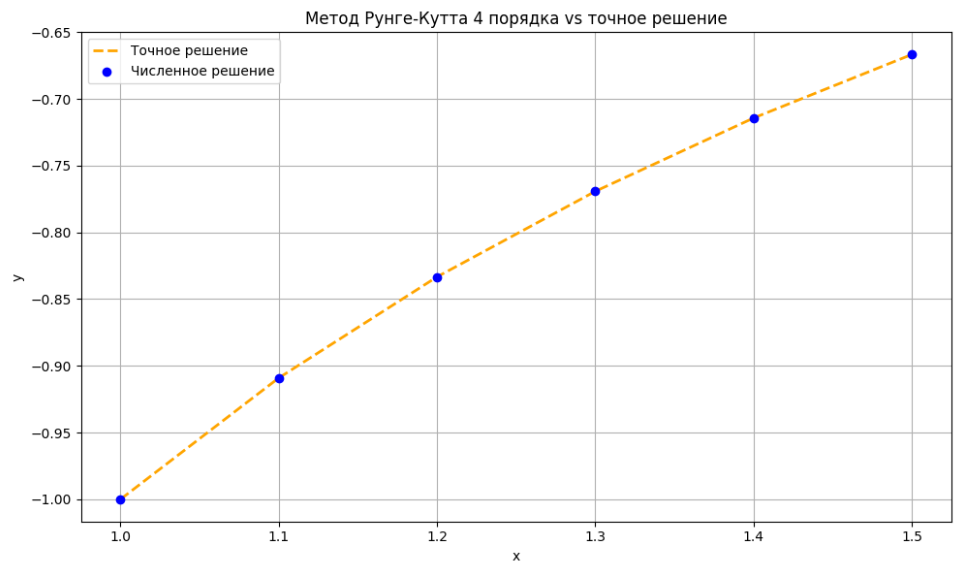 Метод Рунге-Кутта 4 порядка vs точное решение
Точное решение
Численное решение
−0.65
−0.70
−0.75
−0.80
−0.85
−0.90
−0.95
−1.00
y
1.0 1.1 1.2 1.3 1.4 1.5
x